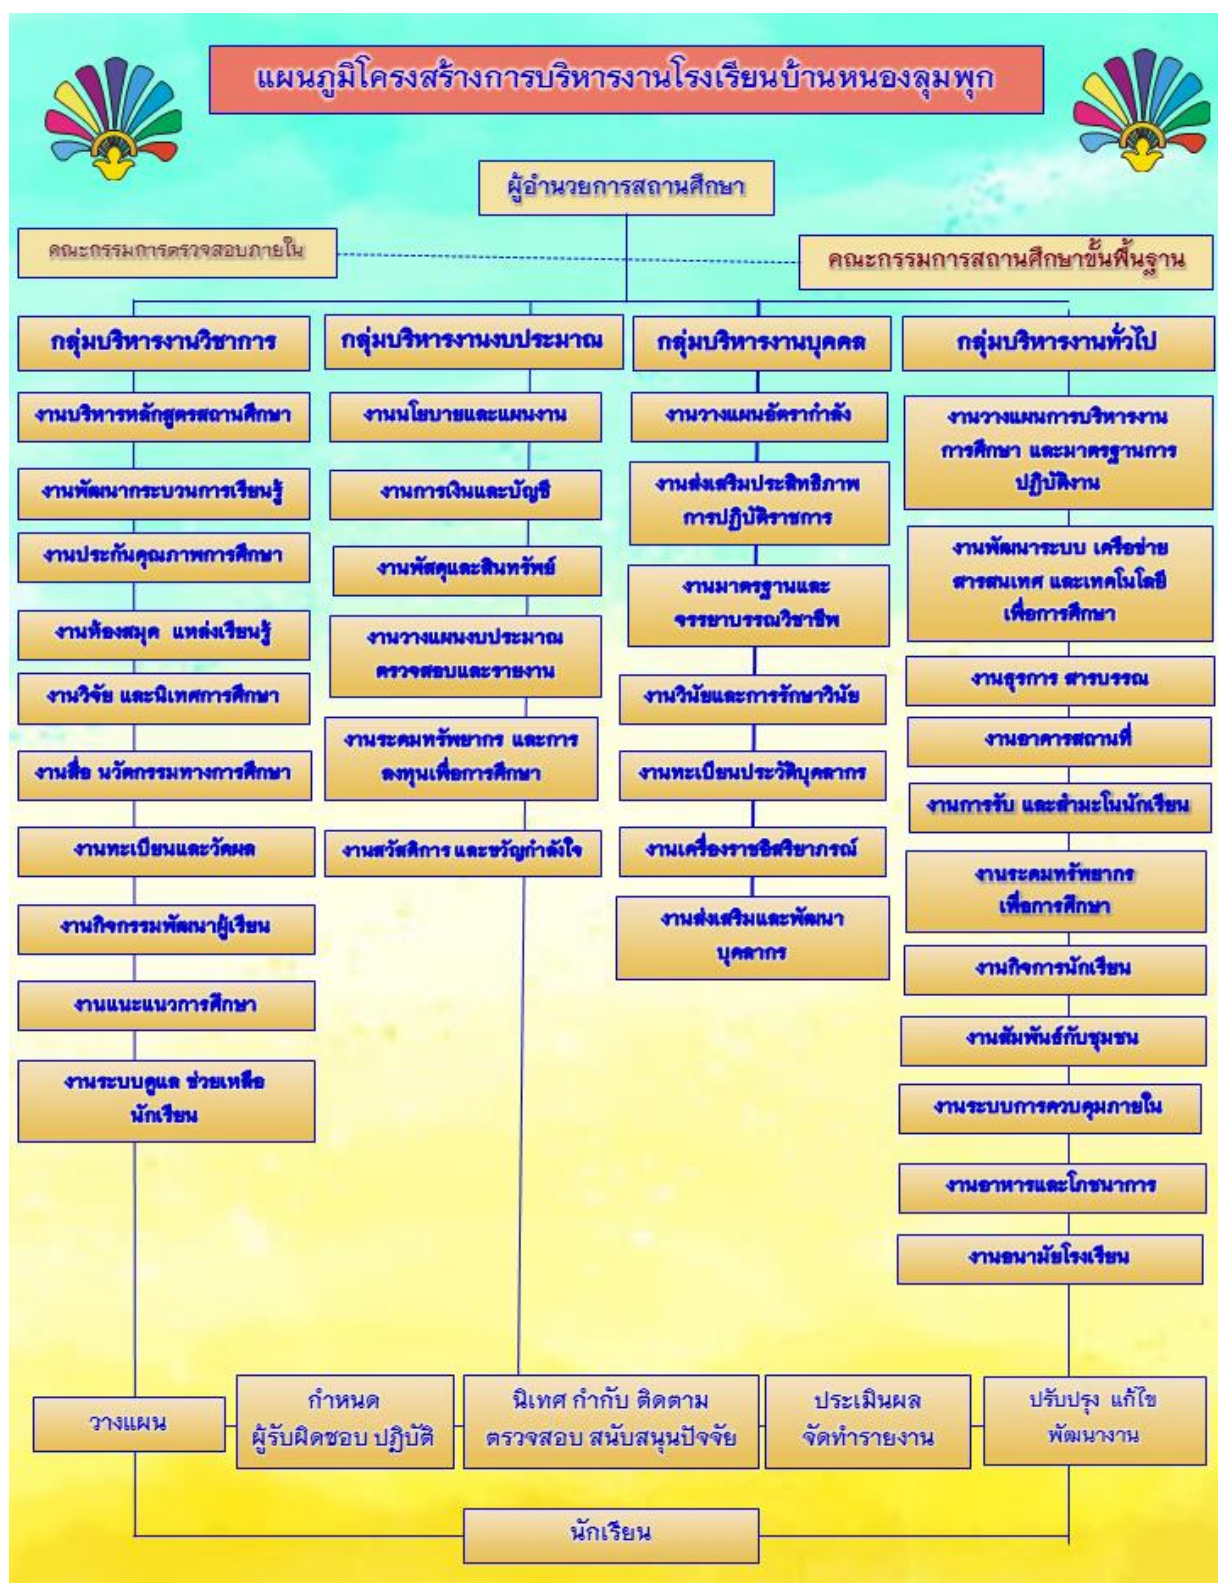 แผนภูมิโครงสร้างการบริหารงานโรงเรียนบ้านหนองลุมพุก
ผู้อำนวยการสถานศึกษา
คณะกรรมการตรวจสอบภายใน
คณะกรรมการสถานศึกษาขั้นพื้นฐาน
กลุ่มบริหารงานวิชาการ
งานบริหารหลักสูตรสถานศึกษา
งานพัฒนากระบวนการเรียนรู้
งานประกันคุณภาพการศึกษา
งานห้องสมุด แหล่งเรียนรู้
งานวิจัย และนิเทศการศึกษา
งานสื่อ นวัตกรรมทางการศึกษา
งานทะเบียนและวัดผล
งานกิจกรรมพัฒนาผู้เรียน
งานแนะแนวการศึกษา
งานระบบดูแล ช่วยเหลือ
นักเรียน
กลุ่มบริหารงานงบประมาณ
งานนโยบายและแผนงาน
งานการเงินและบัญชี
งานพัสดุและสินทรัพย์
งานวางแผนงบประมาณ
ตรวจสอบและรายงาน
งานระดมทรัพยากร และการ
ลงทุนเพื่อการศึกษา
งานสวัสดิการ และขวัญกำลังใจ
กลุ่มบริหารงานบุคคล
งานวางแผนอัตรากำลัง
งานส่งเสริมประสิทธิภาพ
การปฏิบัติราชการ
งานมาตรฐานและ
จรรยาบรรณวิชาชีพ
งานวินัยและการรักษาวินัย
งานทะเบียนประวัติบุคลากร
งานเครื่องราชอิสริยาภรณ์
งานส่งเสริมและพัฒนา
บุคลากร
กลุ่มบริหารงานทั่วไป
งานวางแผนการบริหารงาน
การศึกษา และมาตรฐานการ
ปฏิบัติงาน
งานพัฒนาระบบ เครือข่าย
สารสนเทศ และเทคโนโลยี
เพื่อการศึกษา
งานธุรการ สารบรรณ
งานอาคารสถานที่
งานการรับ และสำมะโนนักเรียน
งานระดมทรัพยากร
เพื่อการศึกษา
งานกิจการนักเรียน
งานสัมพันธ์กับชุมชน
งานระบบการควบคุมภายใน
งานอาหารและโภชนาการ
งานอนามัยโรงเรียน
วางแผน
กำหนด
ผู้รับผิดชอบ ปฏิบัติ
นิเทศ กำกับ ติดตาม
ตรวจสอบ สนับสนุนปัจจัย
ประเมินผล
จัดทำรายงาน
ปรับปรุง แก้ไข
พัฒนางาน
นักเรียน